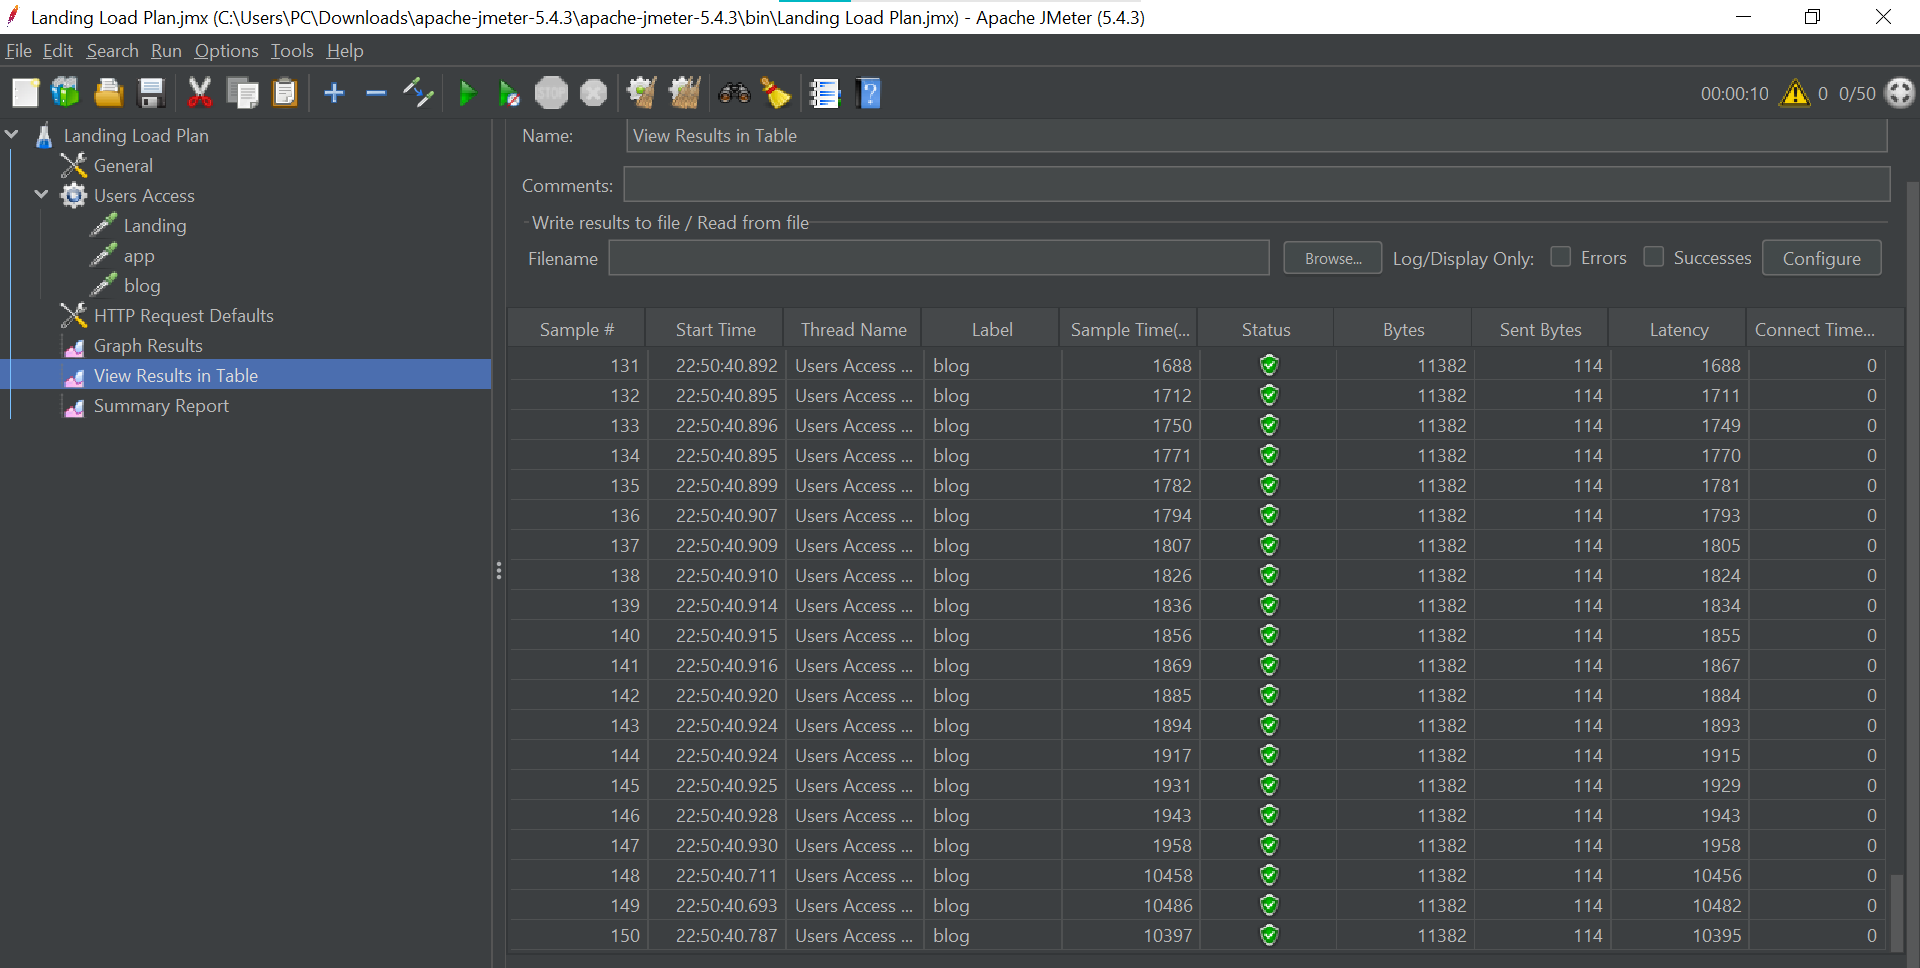 Landing Load Plan.jmx (C:\Users\PC\Downloads\apache-jmeter-5.4.3\apache-jmeter-5.4.3\bin\Landing Load Plan.jmx) - Apache JMeter (5.4.3)
File Edit Search Run Options Tools Help
STOP
00:00:10 0 0/50
Landing Load Plan
General
Users Access
Landing
app
blog
HTTP Request Defaults
Graph Results
View Results in Table
Summary Report
Name: View Results in Table
Comments:
Write results to file / Read from file
Filename Browse... Log/Display Only: Errors Successes Configure
Sample # Start Time Thread Name Label Sample Time(... Status Bytes Sent Bytes Latency Connect Time...
131 22:50:40.892 Users Access ... blog 1688 11382 114 1688 0
132 22:50:40.895 Users Access ... blog 1712 11382 114 1711 0
133 22:50:40.896 Users Access ... blog 1750 11382 114 1749 0
134 22:50:40.895 Users Access ... blog 1771 11382 114 1770 0
135 22:50:40.899 Users Access ... blog 1782 11382 114 1781 0
136 22:50:40.907 Users Access ... blog 1794 11382 114 1793 0
137 22:50:40.909 Users Access ... blog 1807 11382 114 1805 0
138 22:50:40.910 Users Access ... blog 1826 11382 114 1824 0
139 22:50:40.914 Users Access ... blog 1836 11382 114 1834 0
140 22:50:40.915 Users Access ... blog 1856 11382 114 1855 0
141 22:50:40.916 Users Access ... blog 1869 11382 114 1867 0
142 22:50:40.920 Users Access ... blog 1885 11382 114 1884 0
143 22:50:40.924 Users Access ... blog 1894 11382 114 1893 0
144 22:50:40.924 Users Access ... blog 1917 11382 114 1915 0
145 22:50:40.925 Users Access ... blog 1931 11382 114 1929 0
146 22:50:40.928 Users Access ... blog 1943 11382 114 1943 0
147 22:50:40.930 Users Access ... blog 1958 11382 114 1958 0
148 22:50:40.711 Users Access ... blog 10458 11382 114 10456 0
149 22:50:40.693 Users Access ... blog 10486 11382 114 10482 0
150 22:50:40.787 Users Access ... blog 10397 11382 114 10395 0